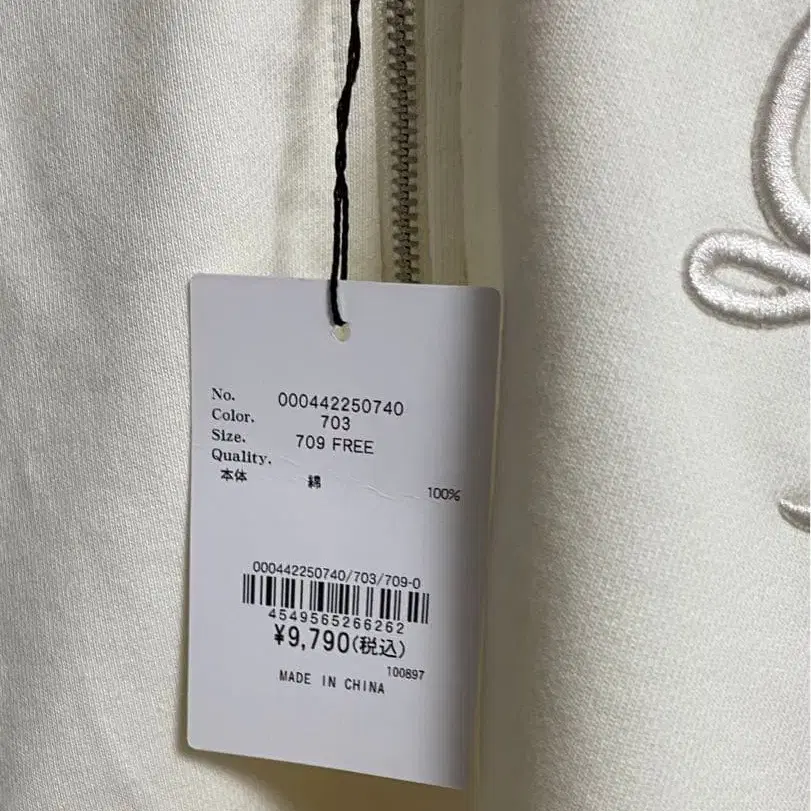 No. 000442250740
Color. 703
Size. 709 FREE
Quality.
本体 綿 100%
000442250740/703/709-0
4549565266262
¥9,790(税込)
100897
MADE IN CHINA